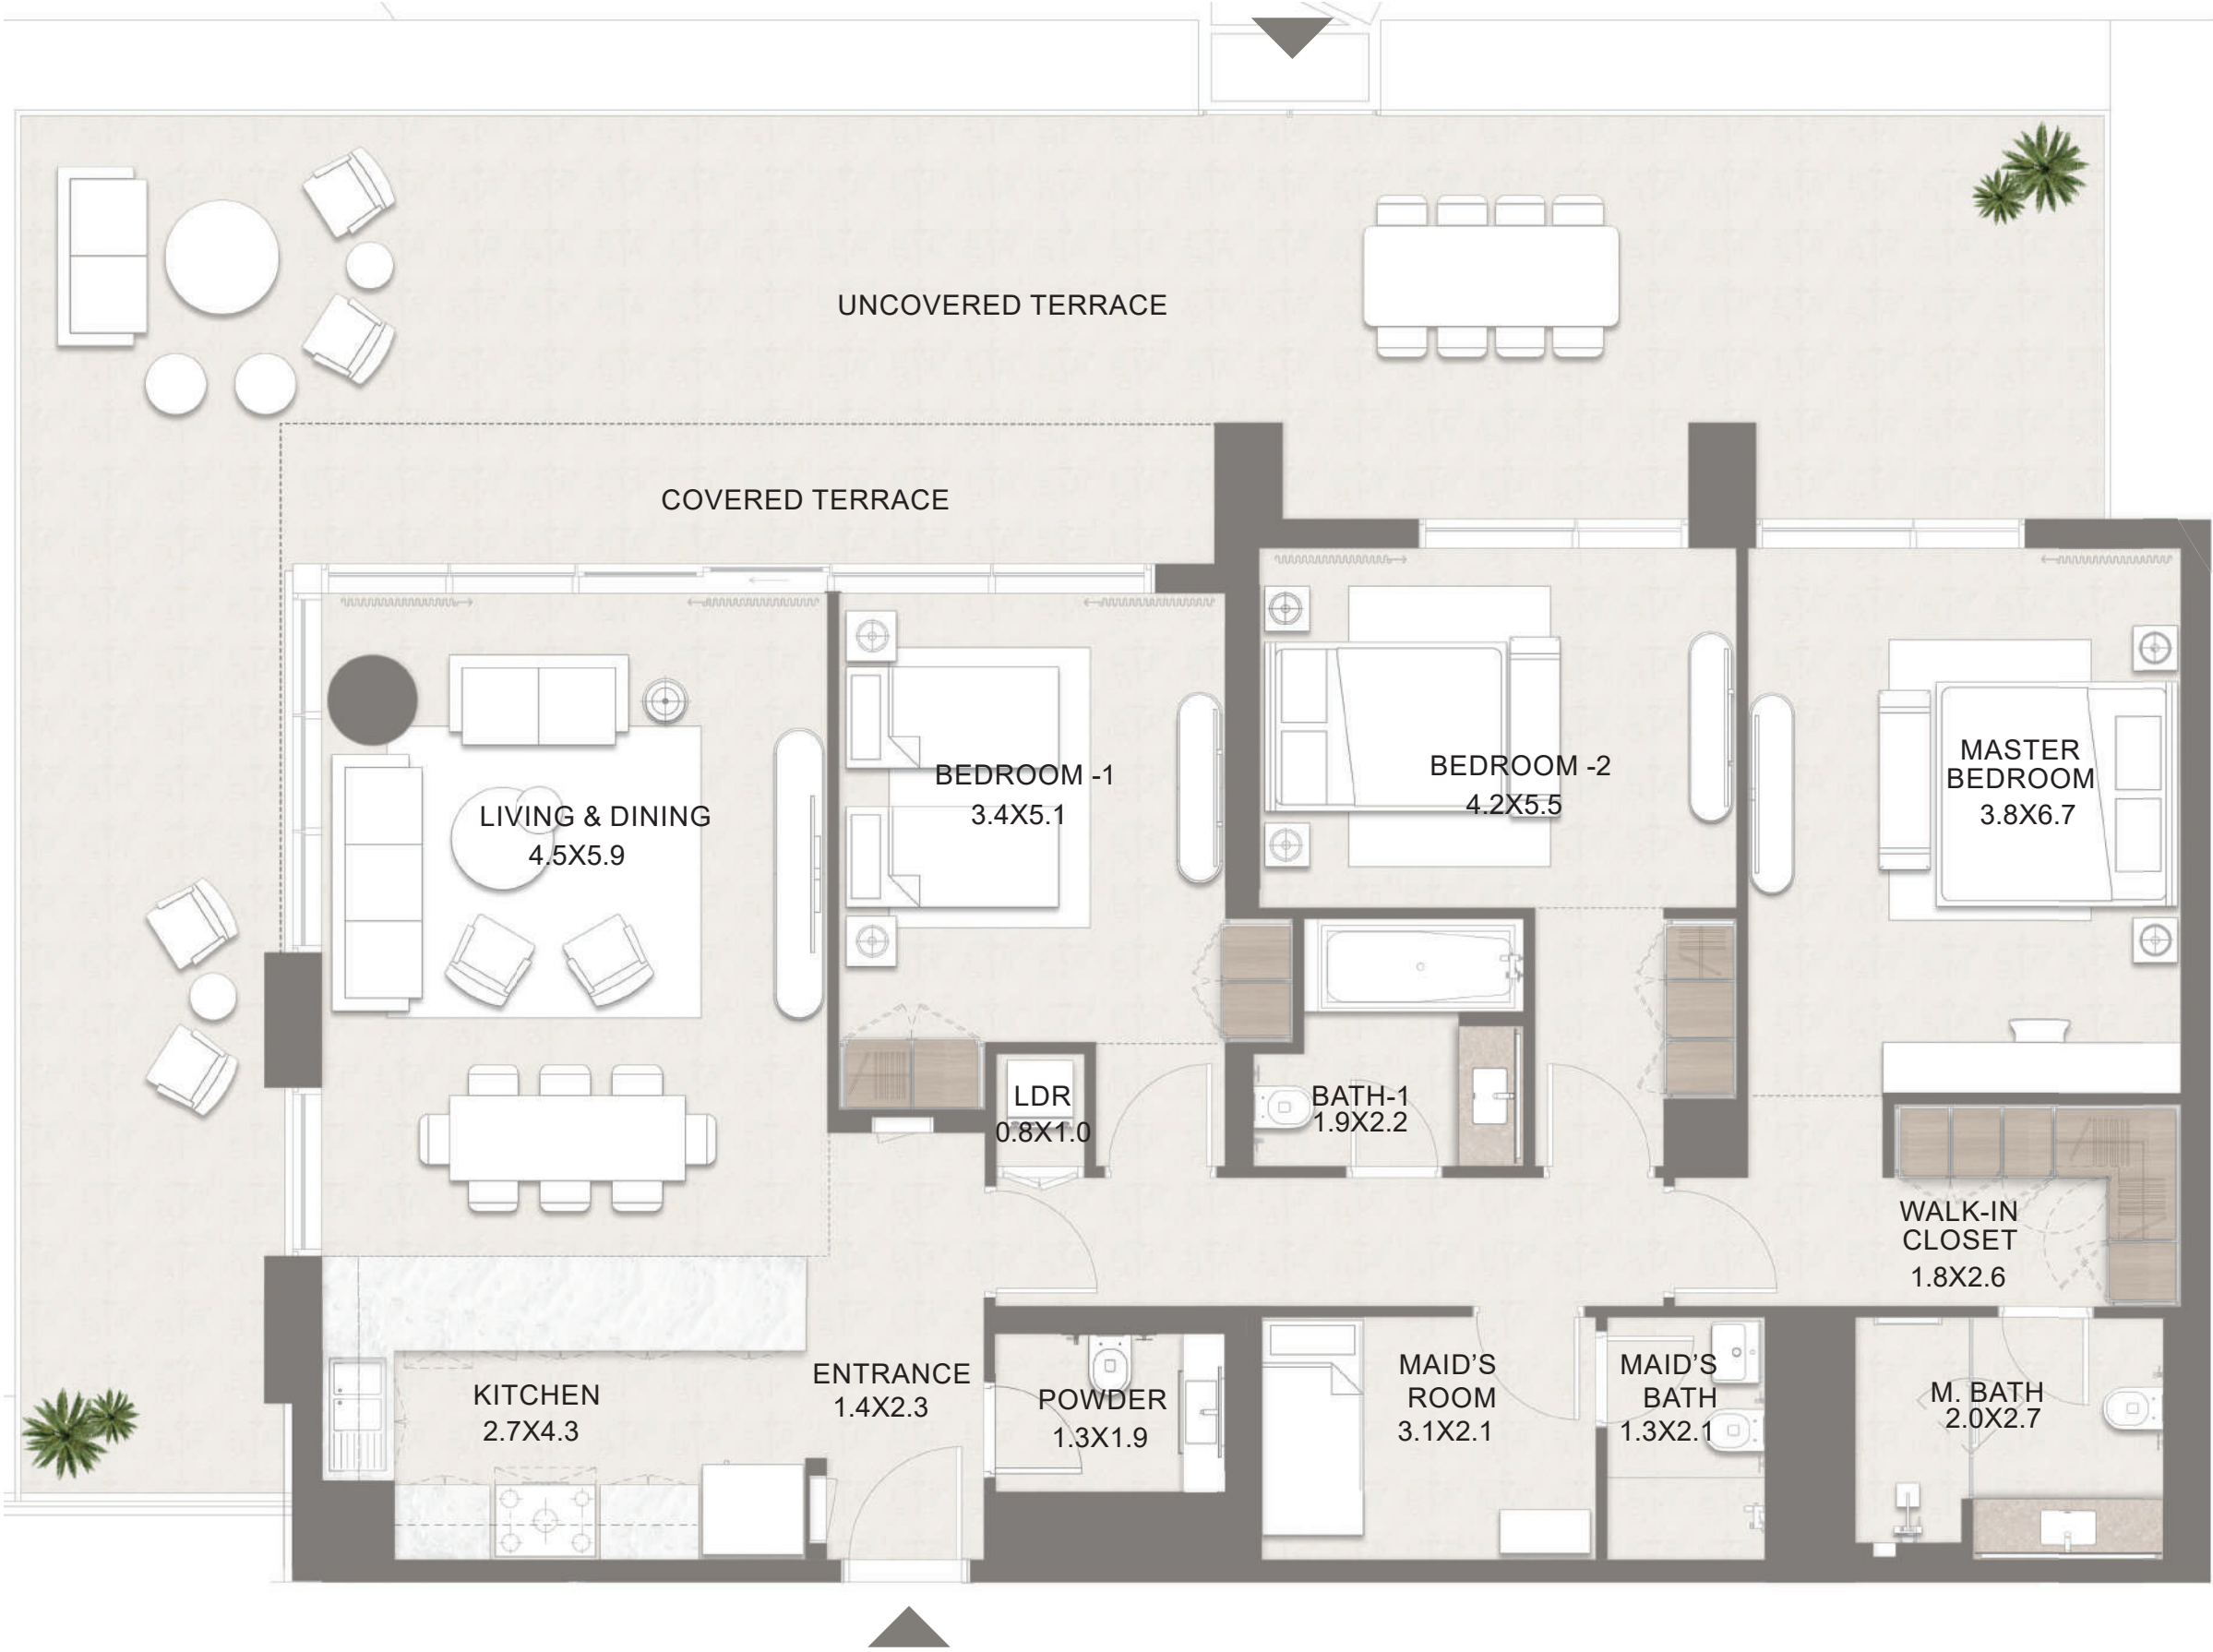 UNCOVERED TERRACE
COVERED TERRACE
LIVING & DINING
4.5X5.9
BEDROOM -1
3.4X5.1
BEDROOM -2
4.2X5.5
MASTER
BEDROOM
3.8X6.7
LDR
0.8X1.0
BATH-1
1.9X2.2
WALK-IN
CLOSET
1.8X2.6
KITCHEN
2.7X4.3
ENTRANCE
1.4X2.3
POWDER
1.3X1.9
MAID’S
ROOM
3.1X2.1
MAID’S
BATH
1.3X2.1
M. BATH
2.0X2.7